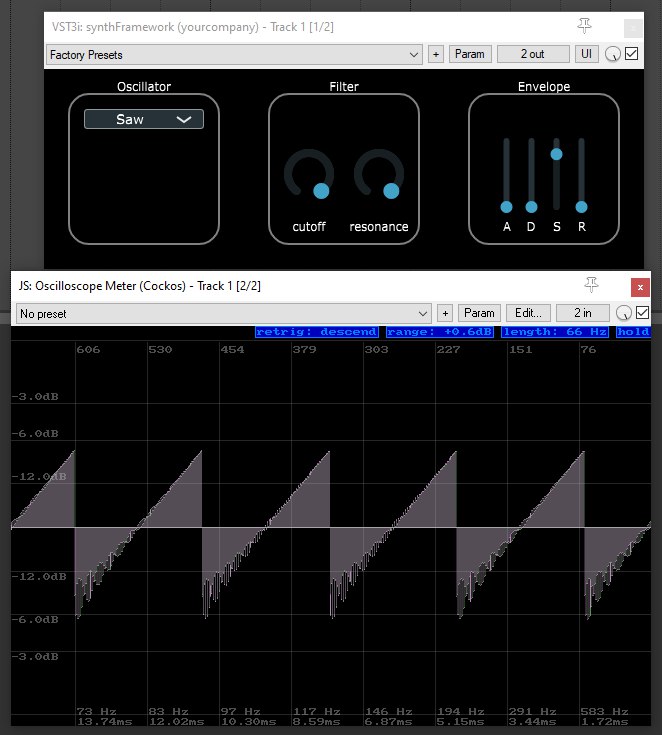 VST3i: synthFramework (yourcompany) - Track 1 [1/2]
Factory Presets + Param 2 out UI
Oscillator Filter Envelope
Saw
cutoff resonance A D S R
JS: Oscilloscope Meter (Cockos) - Track 1 [2/2] x
No preset + Param Edit... 2 in
retrig: descend range: +0.6dB length: 66 Hz hold
606 530 454 379 303 227 151 76
-3.0dB
-6.0dB
-12.0dB
-12.0dB
-6.0dB
-3.0dB
73 Hz 83 Hz 97 Hz 117 Hz 146 Hz 194 Hz 291 Hz 583 Hz
13.74ms 12.02ms 10.30ms 8.59ms 6.87ms 5.15ms 3.44ms 1.72ms